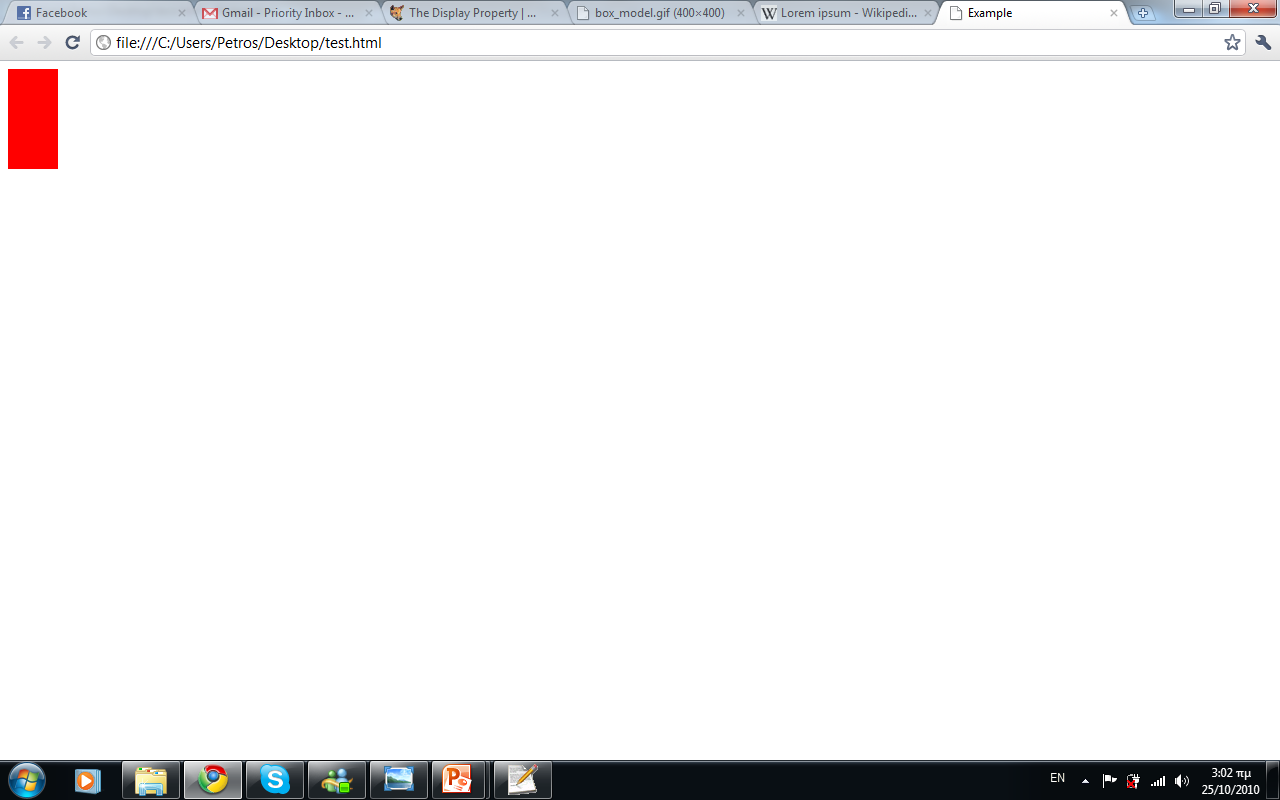 Facebook
Gmail - Priority Inbox - ...
The Display Property | ...
box_model.gif (400×400)
Lorem ipsum - Wikipedi...
Example
file:///C:/Users/Petros/Desktop/test.html
EN
3:02 πμ
25/10/2010